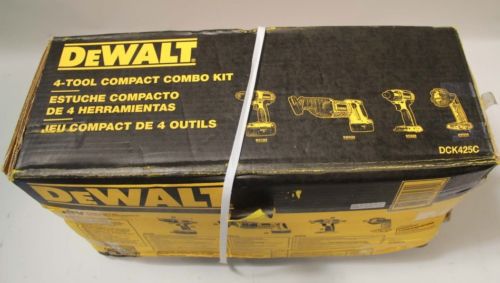 DEWALT
4-TOOL COMPACT COMBO KIT
ESTUCHE COMPACTO
DE 4 HERRAMIENTAS
JEU COMPACT DE 4 OUTILS
DCK425C
DEWALT